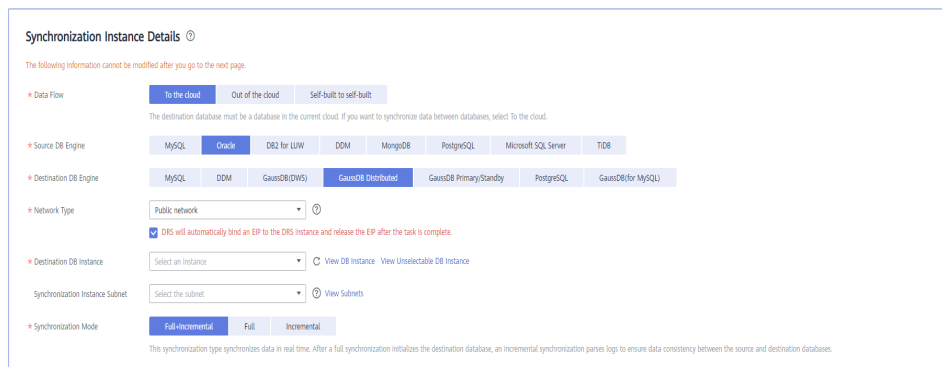 Synchronization Instance Details
The following information cannot be modified after you go to the next page.
* Data Flow To the cloud Out of the cloud Self-built to self-built
The destination database must be a database in the current cloud. If you want to synchronize data between databases, select To the cloud.
* Source DB Engine MySQL Oracle DB2 for LUW DDM MongoDB PostgreSQL Microsoft SQL Server TiDB
* Destination DB Engine MySQL DDM GaussDB(DWS) GaussDB Distributed GaussDB Primary/Standby PostgreSQL GaussDB(for MySQL)
* Network Type Public network
DRS will automatically bind an EIP to the DRS instance and release the EIP after the task is complete.
* Destination DB Instance Select an instance View DB Instance View Unselectable DB Instance
Synchronization Instance Subnet Select the subnet View Subnets
* Synchronization Mode Full+Incremental Full Incremental
This synchronization type synchronizes data in real time. After a full synchronization initializes the destination database, an incremental synchronization parses logs to ensure data consistency between the source and destination databases.